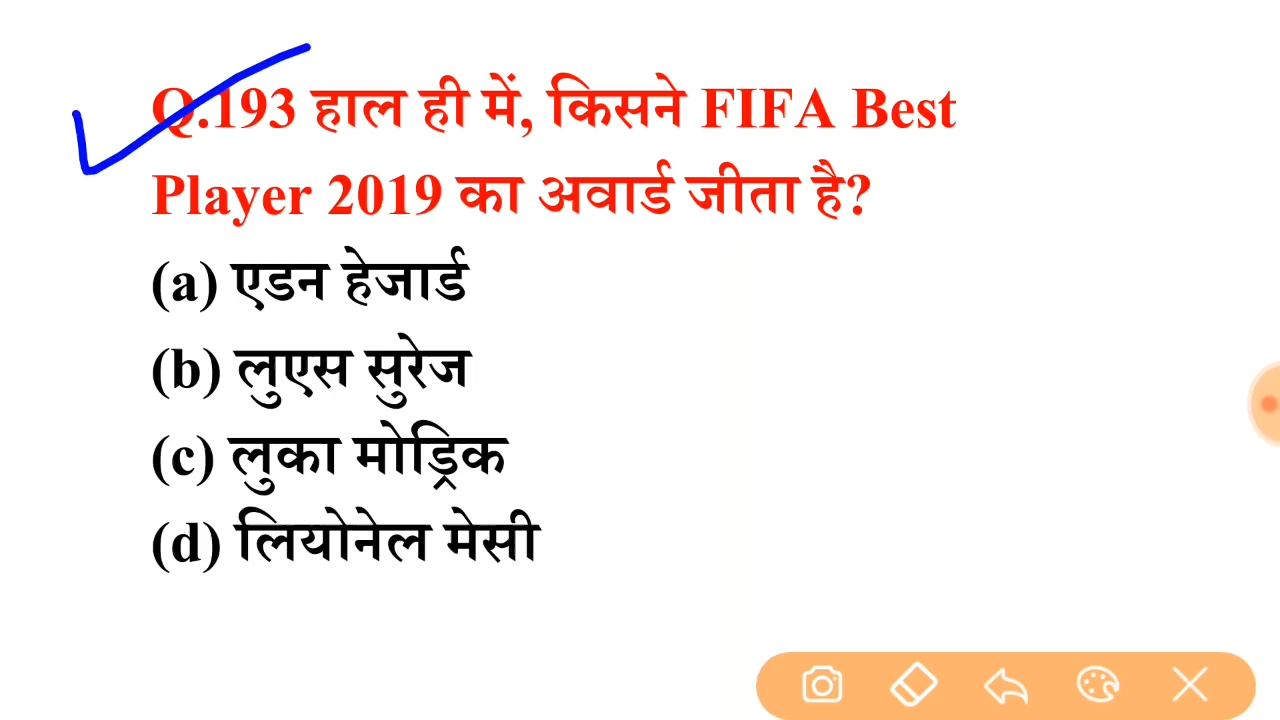 Q.193 हाल ही में, किसने FIFA Best
Player 2019 का अवार्ड जीता है?
(a) एडन हेजार्ड
(b) लुएस सुरेज
(c) लुका मोड्रिक
(d) लियोनेल मेसी